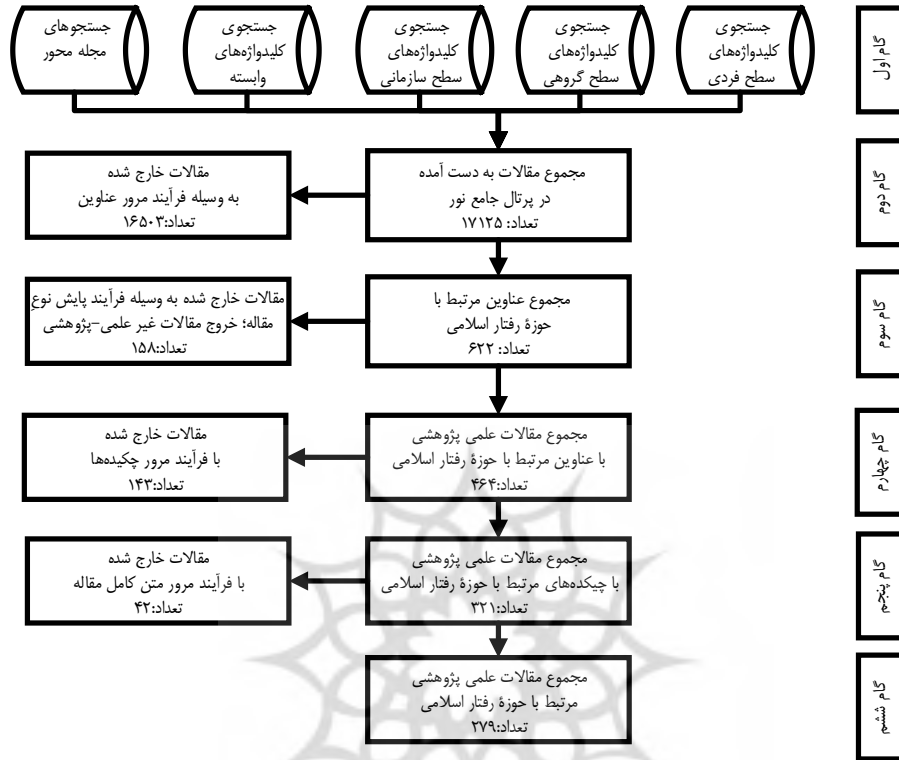 گام اول
جستجوی
کلیدواژه‌های
سطح فردی
جستجوی
کلیدواژه‌های
سطح گروهی
جستجوی
کلیدواژه‌های
سطح سازمانی
جستجوی
کلیدواژه‌های
وابسته
جستجوهای
مجله محور
گام دوم
مجموع مقالات به دست آمده
در پرتال جامع نور
تعداد: ۱۷۱۲۵
مقالات خارج شده
به وسیله فرآیند مرور عناوین
تعداد:۱۶۵۰۳
گام سوم
مجموع عناوین مرتبط با
حوزۀ رفتار اسلامی
تعداد: ۶۲۲
مقالات خارج شده به وسیله فرآیند پایش نوعِ
مقاله؛ خروج مقالات غیر علمی-پژوهشی
تعداد:۱۵۸
گام چهارم
مجموع مقالات علمی پژوهشی
با عناوین مرتبط با حوزۀ رفتار اسلامی
تعداد:۴۶۴
مقالات خارج شده
با فرآیند مرور چکیده‌ها
تعداد:۱۴۳
گام پنجم
مجموع مقالات علمی پژوهشی
با چیکده‌های مرتبط با حوزۀ رفتار اسلامی
تعداد:۳۲۱
مقالات خارج شده
با فرآیند مرور متن کامل مقاله
تعداد:۴۲
گام ششم
مجموع مقالات علمی پژوهشی
مرتبط با حوزۀ رفتار اسلامی
تعداد:۲۷۹